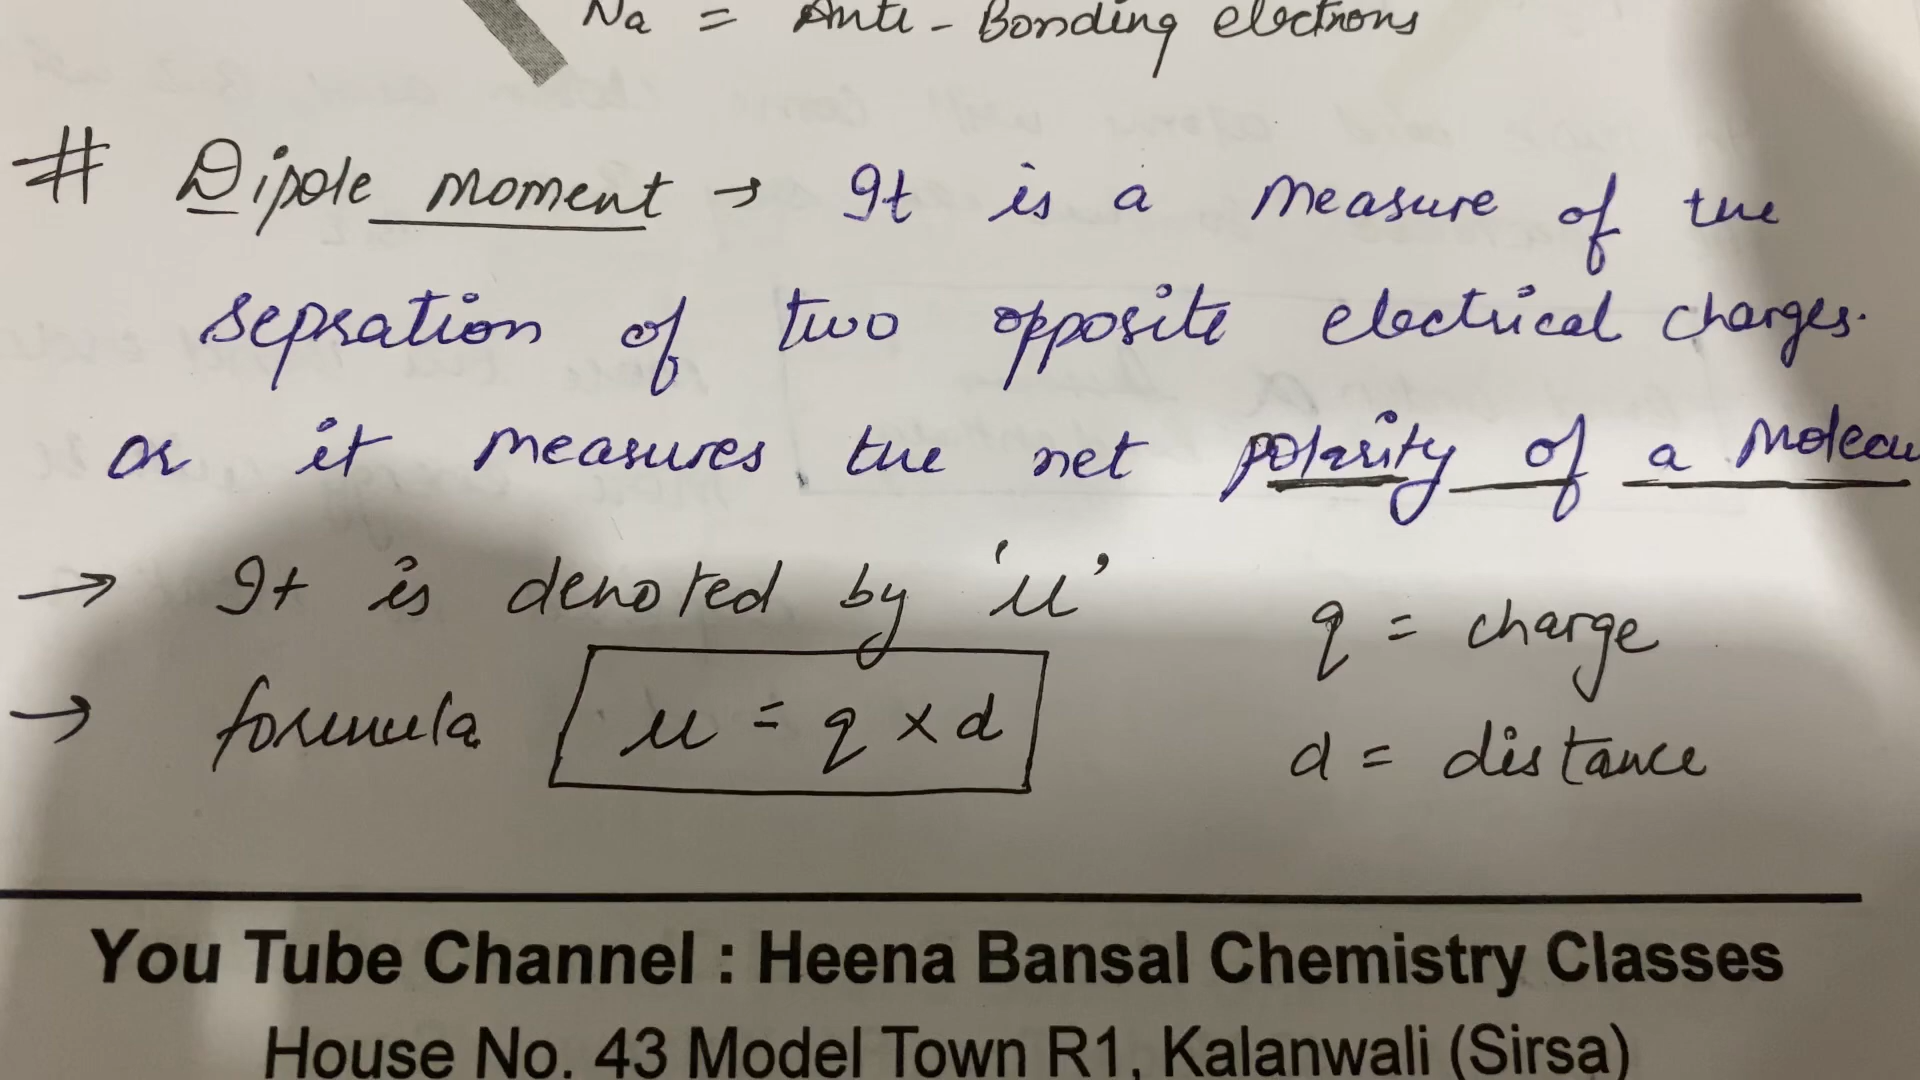 Na = Anti-Bonding electrons
# Dipole moment → It is a measure of the
sepration of two opposite electrical charges.
or it measures the net polarity of a Molecu
→ It is denoted by 'μ'
q = charge
→ formula μ = q × d
d = distance
You Tube Channel : Heena Bansal Chemistry Classes
House No. 43 Model Town R1, Kalanwali (Sirsa)